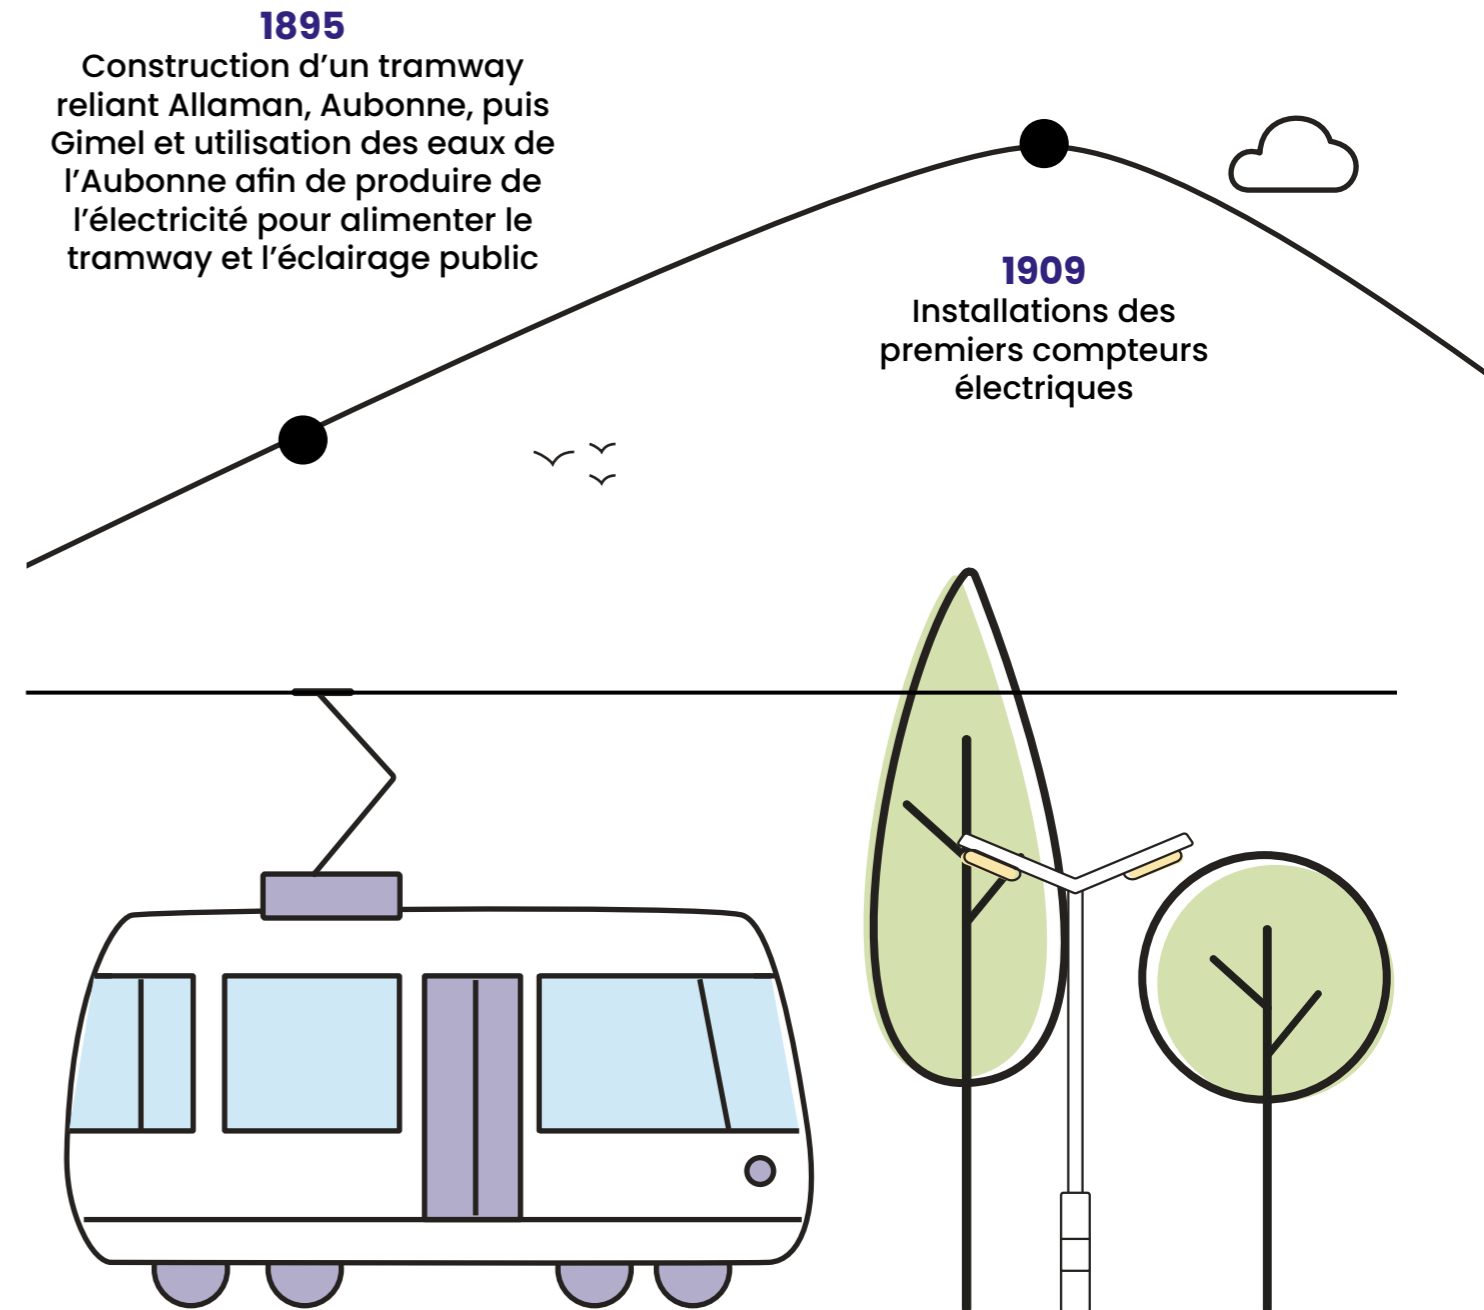 1895
Construction d’un tramway
reliant Allaman, Aubonne, puis
Gimel et utilisation des eaux de
l’Aubonne afin de produire de
l’électricité pour alimenter le
tramway et l’éclairage public
1909
Installations des
premiers compteurs
électriques